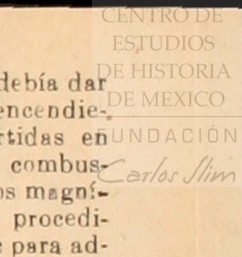 CENTRO DE
ESTUDIOS
DE HISTORIA
DE MEXICO
FUNDACIÓN
Carlos Slim
debía dar
encendie-
rtidas en
combus-
os magní-
procedi-
para ad-